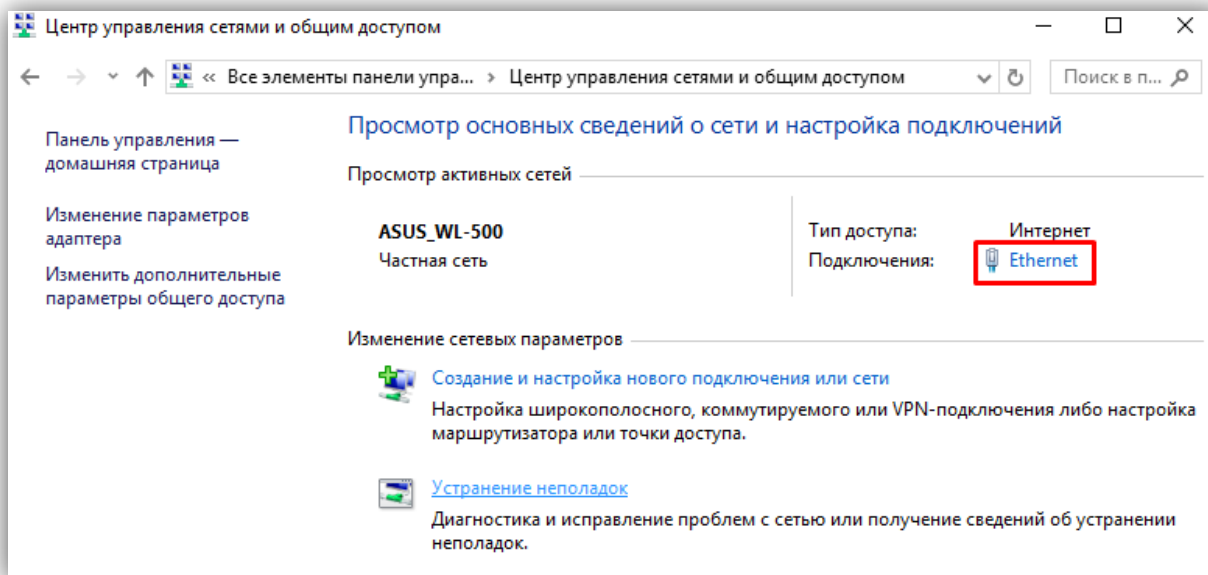 Центр управления сетями и общим доступом
« Все элементы панели упра... › Центр управления сетями и общим доступом
Поиск в п...
Панель управления —
домашняя страница
Изменение параметров
адаптера
Изменить дополнительные
параметры общего доступа
Просмотр основных сведений о сети и настройка подключений
Просмотр активных сетей
ASUS_WL-500
Частная сеть
Тип доступа: Интернет
Подключения: Ethernet
Изменение сетевых параметров
Создание и настройка нового подключения или сети
Настройка широкополосного, коммутируемого или VPN-подключения либо настройка
маршрутизатора или точки доступа.
Устранение неполадок
Диагностика и исправление проблем с сетью или получение сведений об устранении
неполадок.